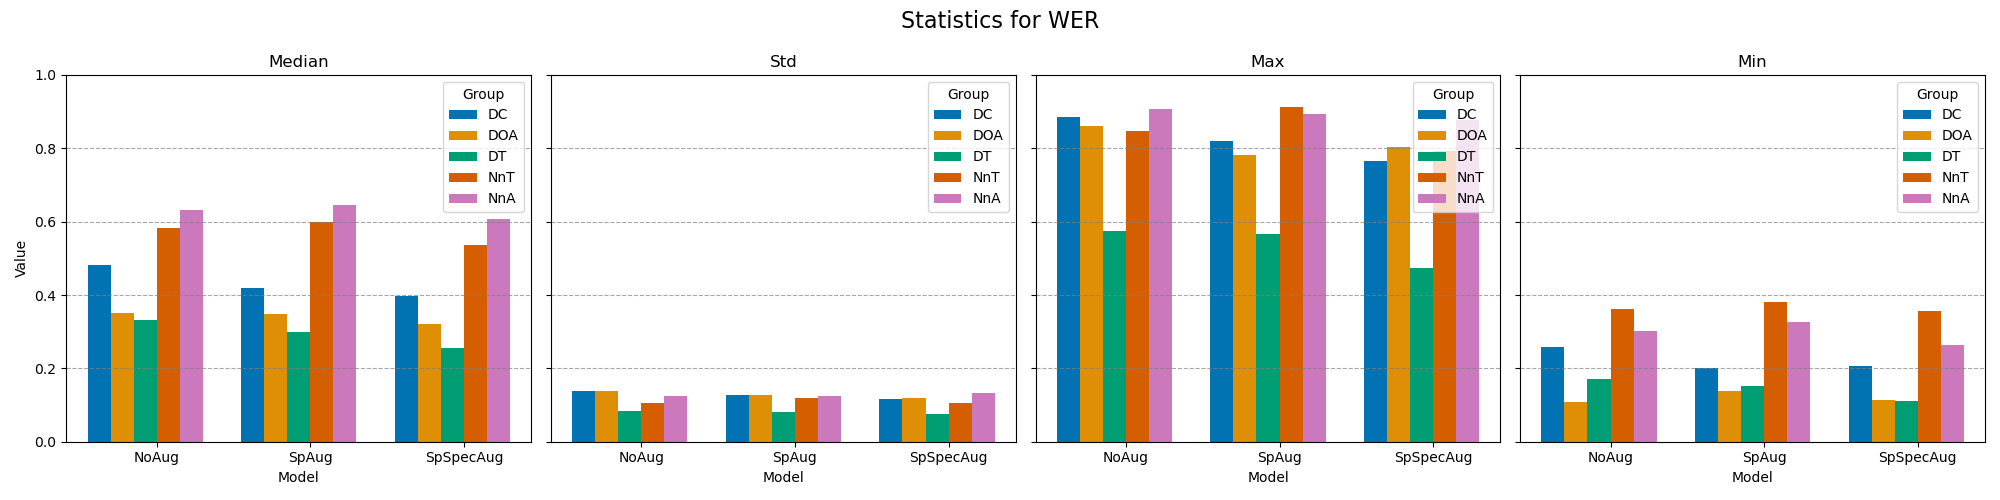 Statistics for WER
Median
Value
1.0
0.8
0.6
0.4
0.2
0.0
Group
DC
DOA
DT
NnT
NnA
NoAug
SpAug
SpSpecAug
Model
Std
Group
DC
DOA
DT
NnT
NnA
NoAug
SpAug
SpSpecAug
Model
Max
Group
DC
DOA
DT
NnT
NnA
NoAug
SpAug
SpSpecAug
Model
Min
Group
DC
DOA
DT
NnT
NnA
NoAug
SpAug
SpSpecAug
Model